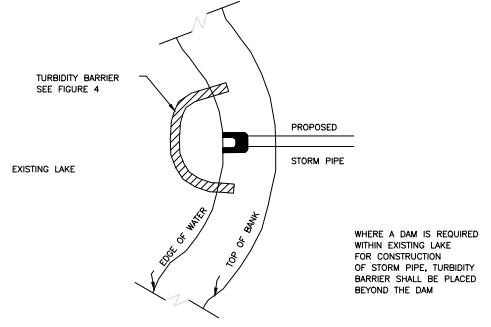 TURBIDITY BARRIER
SEE FIGURE 4
PROPOSED
STORM PIPE
EXISTING LAKE
EDGE OF WATER
TOP OF BANK
WHERE A DAM IS REQUIRED
WITHIN EXISTING LAKE
FOR CONSTRUCTION
OF STORM PIPE, TURBIDITY
BARRIER SHALL BE PLACED
BEYOND THE DAM